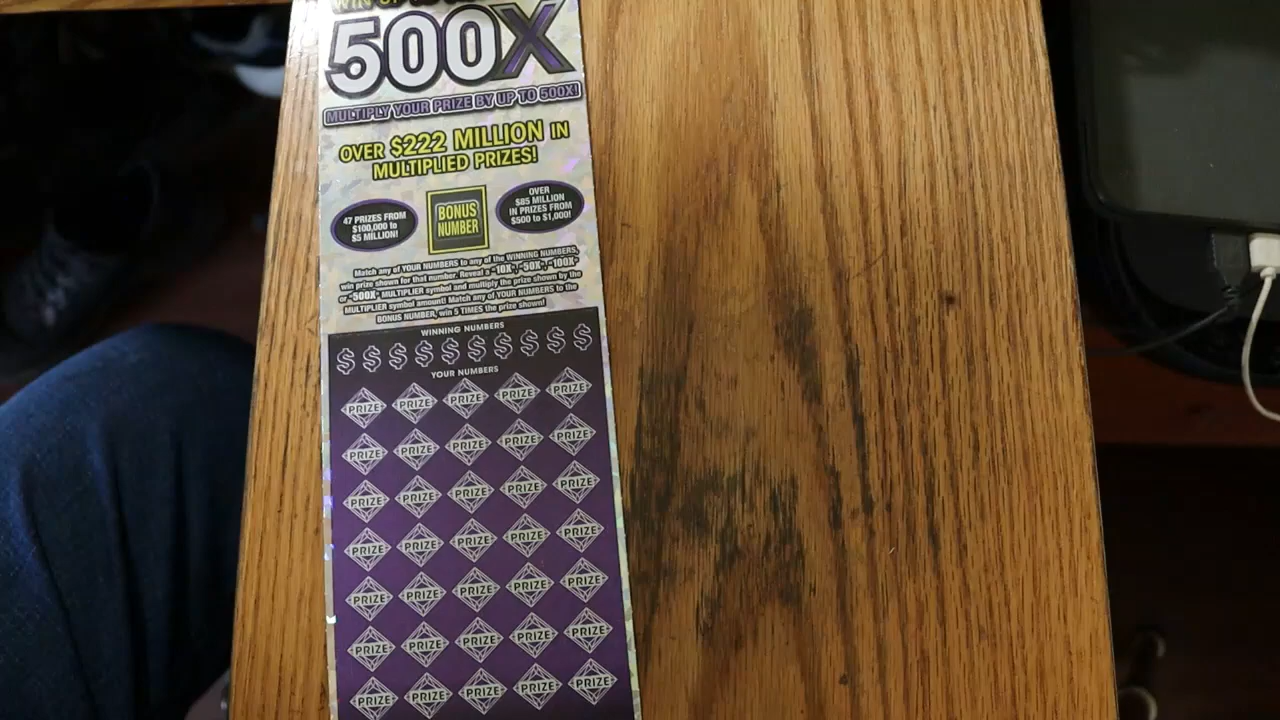 WIN UP
500X
MULTIPLY YOUR PRIZE BY UP TO 500X!
OVER $222 MILLION IN
MULTIPLIED PRIZES!
47 PRIZES FROM
$100,000 to
$5 MILLION!
BONUS
NUMBER
OVER
$85 MILLION
IN PRIZES FROM
$500 to $1,000!
Match any of YOUR NUMBERS to any of the WINNING NUMBERS,
win prize shown for that number. Reveal a "10X", "50X", "100X"
or "500X" MULTIPLIER symbol and multiply the prize shown by the
MULTIPLIER symbol amount! Match any of YOUR NUMBERS to the
BONUS NUMBER, win 5 TIMES the prize shown!
WINNING NUMBERS
$ $ $ $ $ $ $ $ $ $
YOUR NUMBERS
PRIZE PRIZE PRIZE PRIZE PRIZE
PRIZE PRIZE PRIZE PRIZE PRIZE
PRIZE PRIZE PRIZE PRIZE PRIZE
PRIZE PRIZE PRIZE PRIZE PRIZE
PRIZE PRIZE PRIZE PRIZE PRIZE
PRIZE PRIZE PRIZE PRIZE PRIZE
PRIZE PRIZE PRIZE PRIZE PRIZE